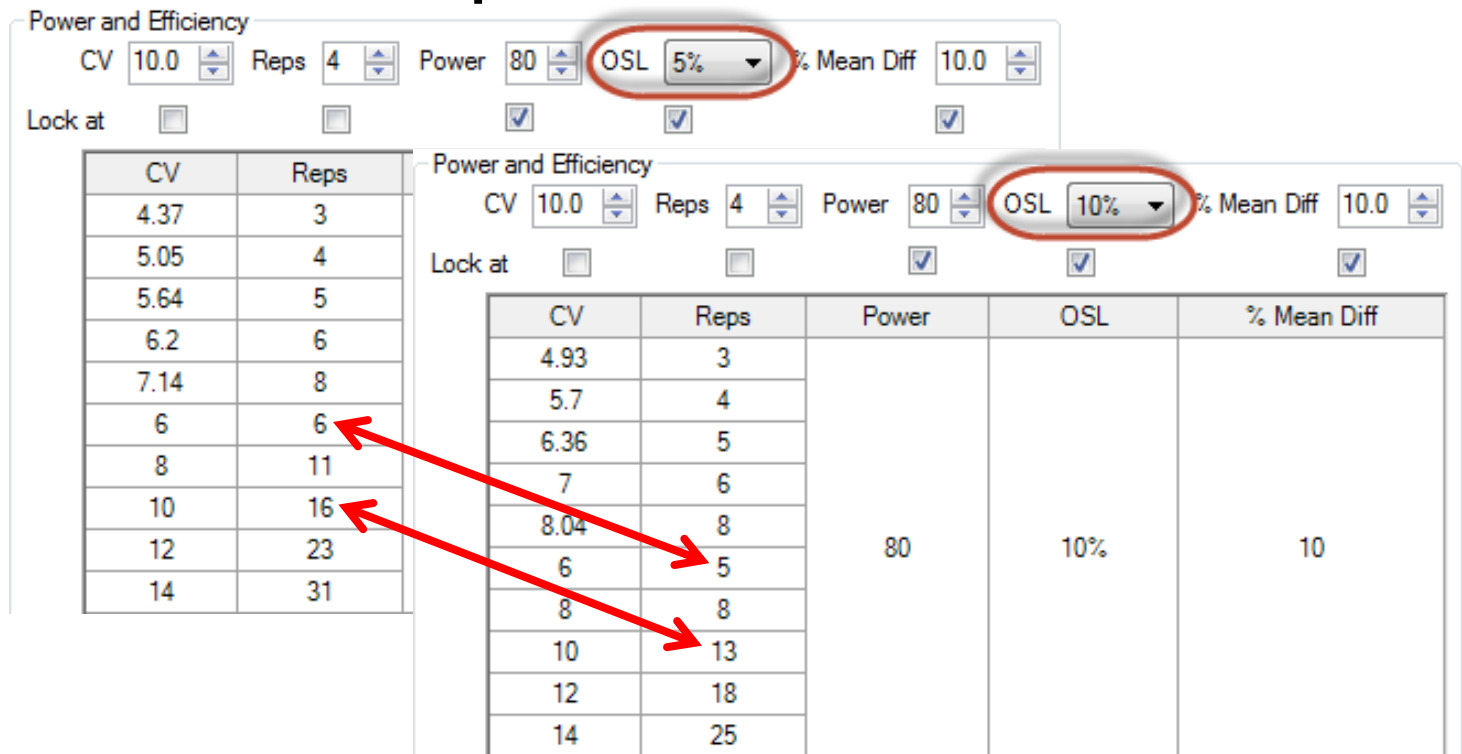 Power and Efficiency
CV 10.0 Reps 4 Power 80 OSL 5% % Mean Diff 10.0
Lock at
CV Reps
4.37 3
5.05 4
5.64 5
6.2 6
7.14 8
6 6
8 11
10 16
12 23
14 31
Power and Efficiency
CV 10.0 Reps 4 Power 80 OSL 10% % Mean Diff 10.0
Lock at
CV Reps Power OSL % Mean Diff
4.93 3
5.7 4
6.36 5
7 6
8.04 8
80 10% 10
6 5
8 8
10 13
12 18
14 25